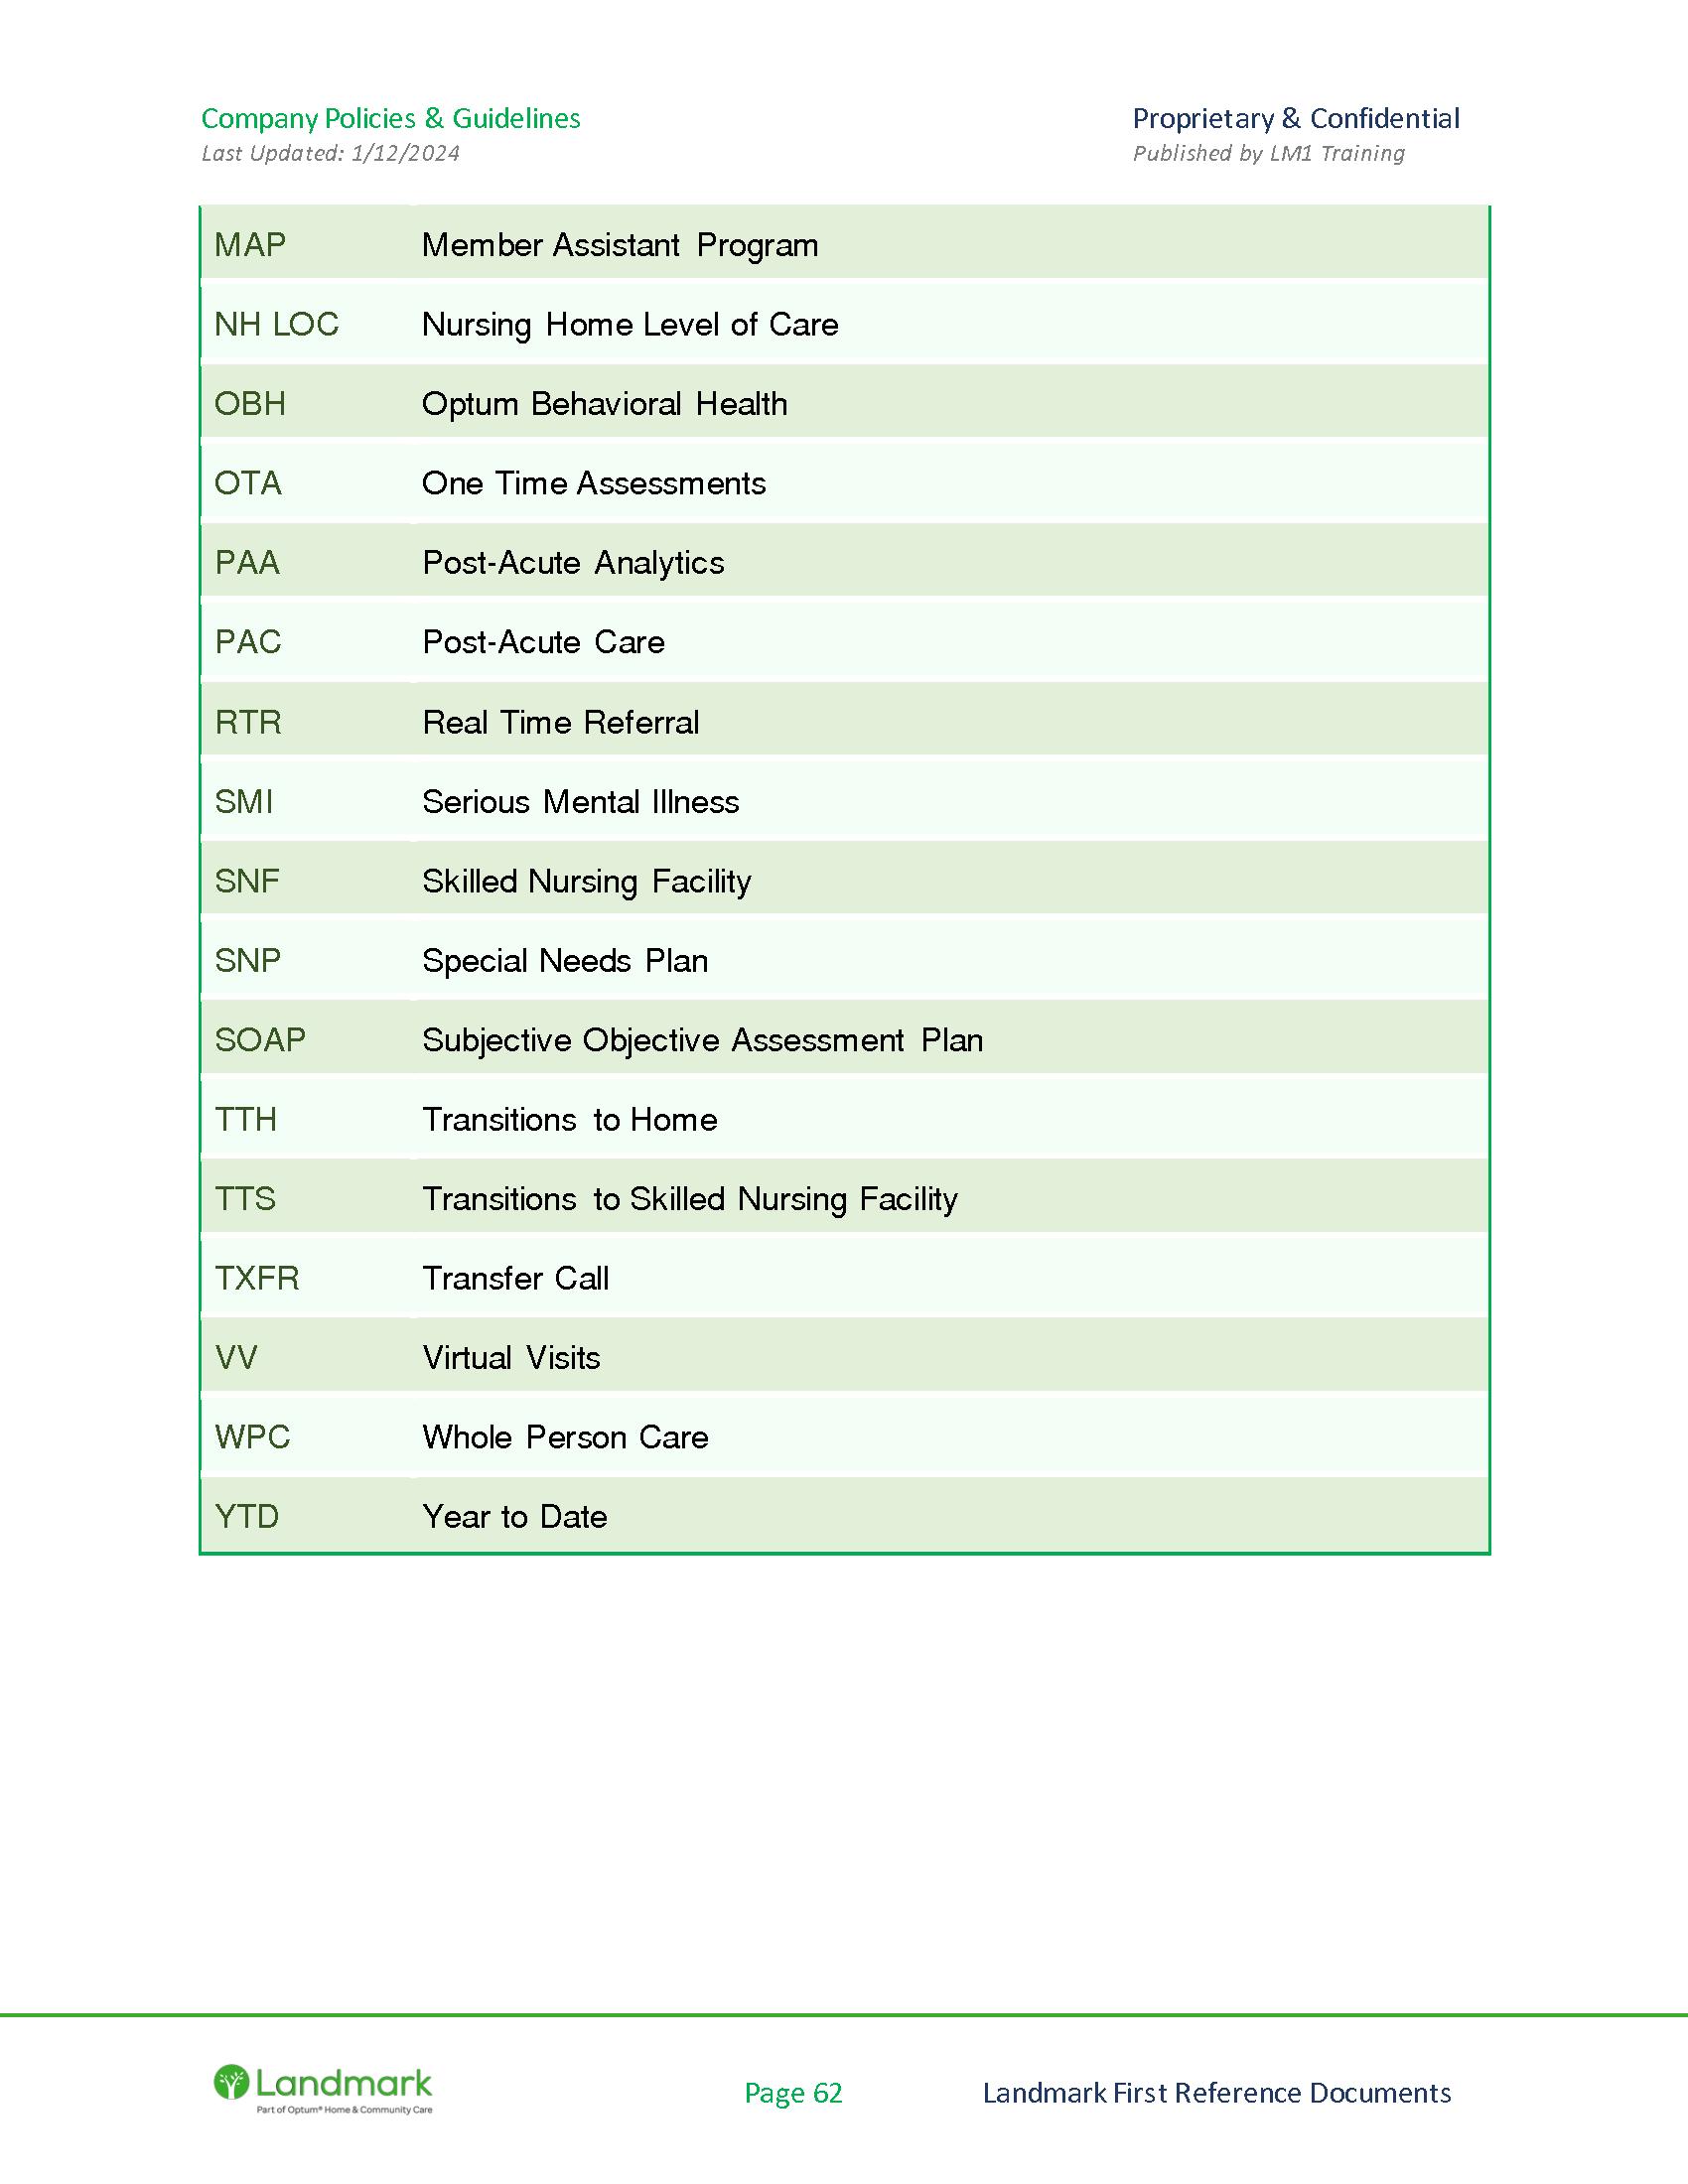 Company Policies & Guidelines Proprietary & Confidential
Last Updated: 1/12/2024 Published by LM1 Training
MAP Member Assistant Program
NH LOC Nursing Home Level of Care
OBH Optum Behavioral Health
OTA One Time Assessments
PAA Post-Acute Analytics
PAC Post-Acute Care
RTR Real Time Referral
SMI Serious Mental Illness
SNF Skilled Nursing Facility
SNP Special Needs Plan
SOAP Subjective Objective Assessment Plan
TTH Transitions to Home
TTS Transitions to Skilled Nursing Facility
TXFR Transfer Call
VV Virtual Visits
WPC Whole Person Care
YTD Year to Date
Landmark
Part of Optum® Home & Community Care
Page 62 Landmark First Reference Documents